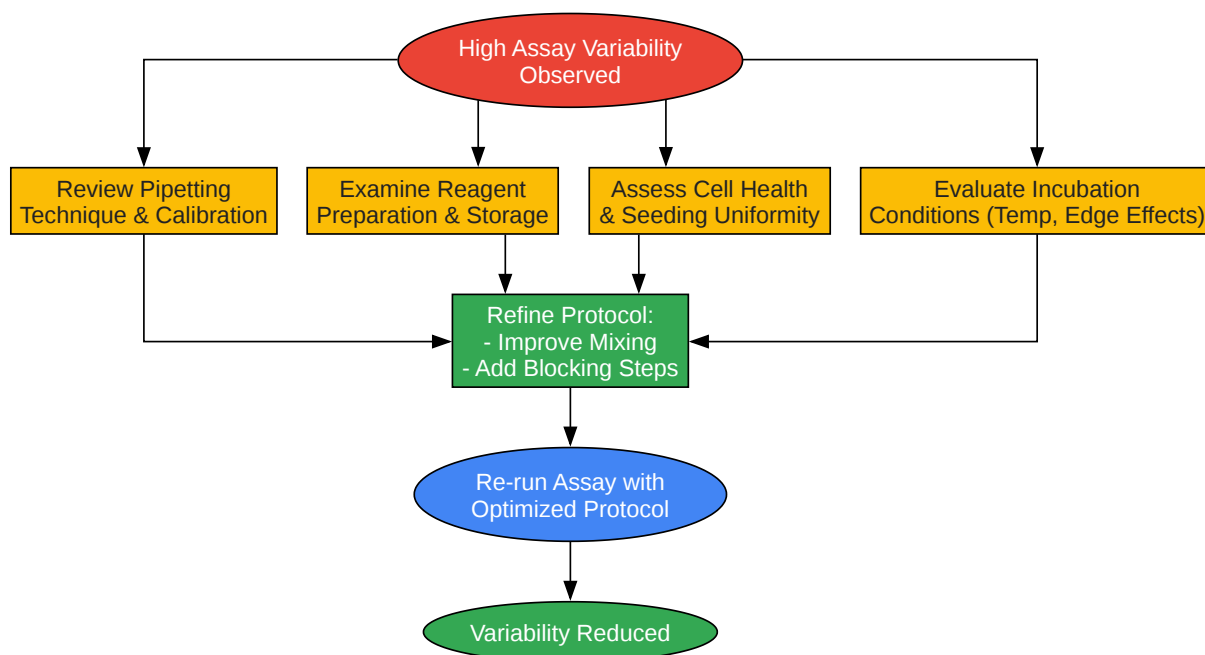 High Assay Variability
Observed
Review Pipetting
Technique & Calibration
Examine Reagent
Preparation & Storage
Assess Cell Health
& Seeding Uniformity
Evaluate Incubation
Conditions (Temp, Edge Effects)
Refine Protocol:
- Improve Mixing
- Add Blocking Steps
Re-run Assay with
Optimized Protocol
Variability Reduced